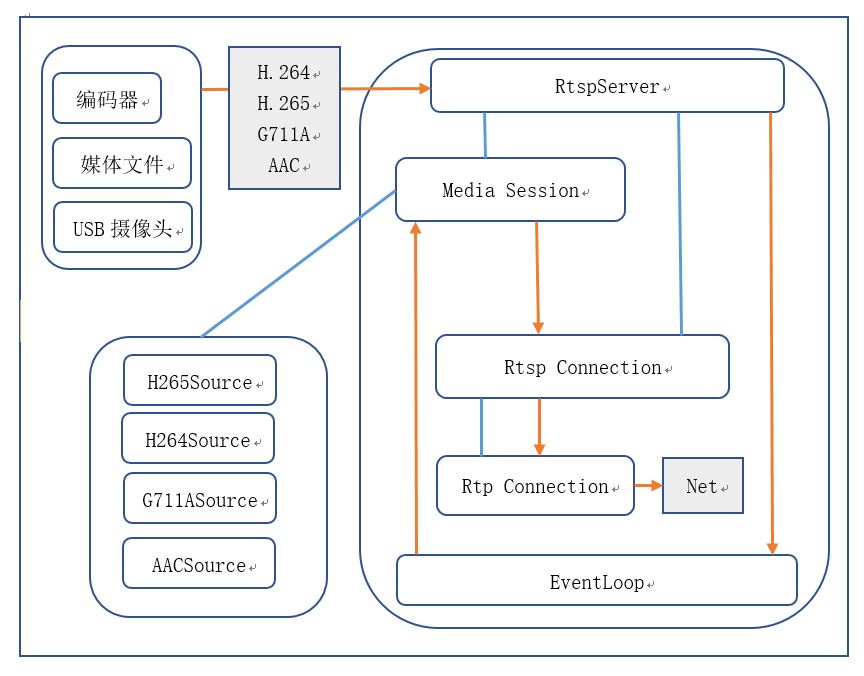 编码器
媒体文件
USB 摄像头
H.264
H.265
G711A
AAC
RtspServer
Media Session
Rtsp Connection
Rtp Connection
Net
EventLoop
H265Source
H264Source
G711ASource
AACSource